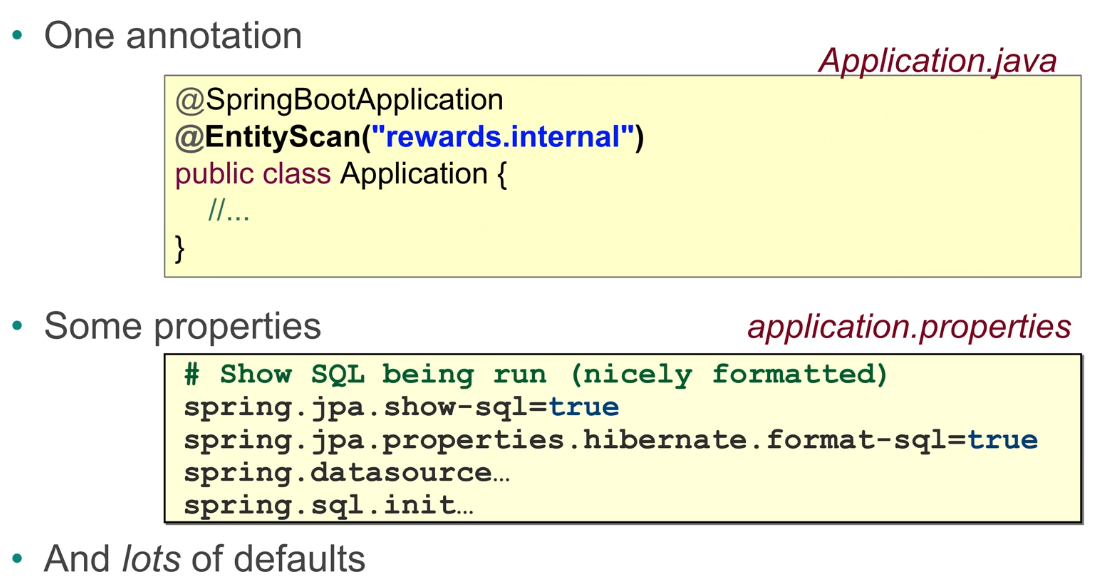 • One annotation
Application.java
@SpringBootApplication
@EntityScan("rewards.internal")
public class Application {
//...
}
• Some properties
application.properties
# Show SQL being run (nicely formatted)
spring.jpa.show-sql=true
spring.jpa.properties.hibernate.format-sql=true
spring.datasource…
spring.sql.init…
• And lots of defaults